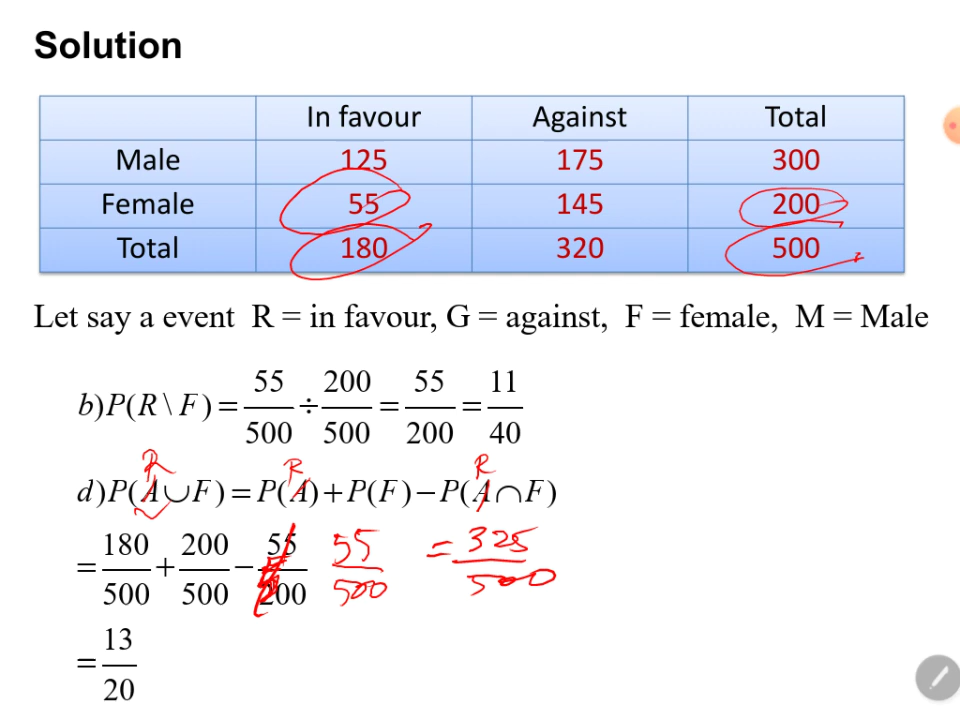 Solution
In favour Against Total
Male 125 175 300
Female 55 145 200
Total 180 320 500
Let say a event R = in favour, G = against, F = female, M = Male
b)P(R \ F) = 55/500 ÷ 200/500 = 55/200 = 11/40
R R R
d)P(A ∪ F) = P(A) + P(F) − P(A ∩ F)
= 180/500 + 200/500 − 55/200 55/500 = 325/500
= 13/20